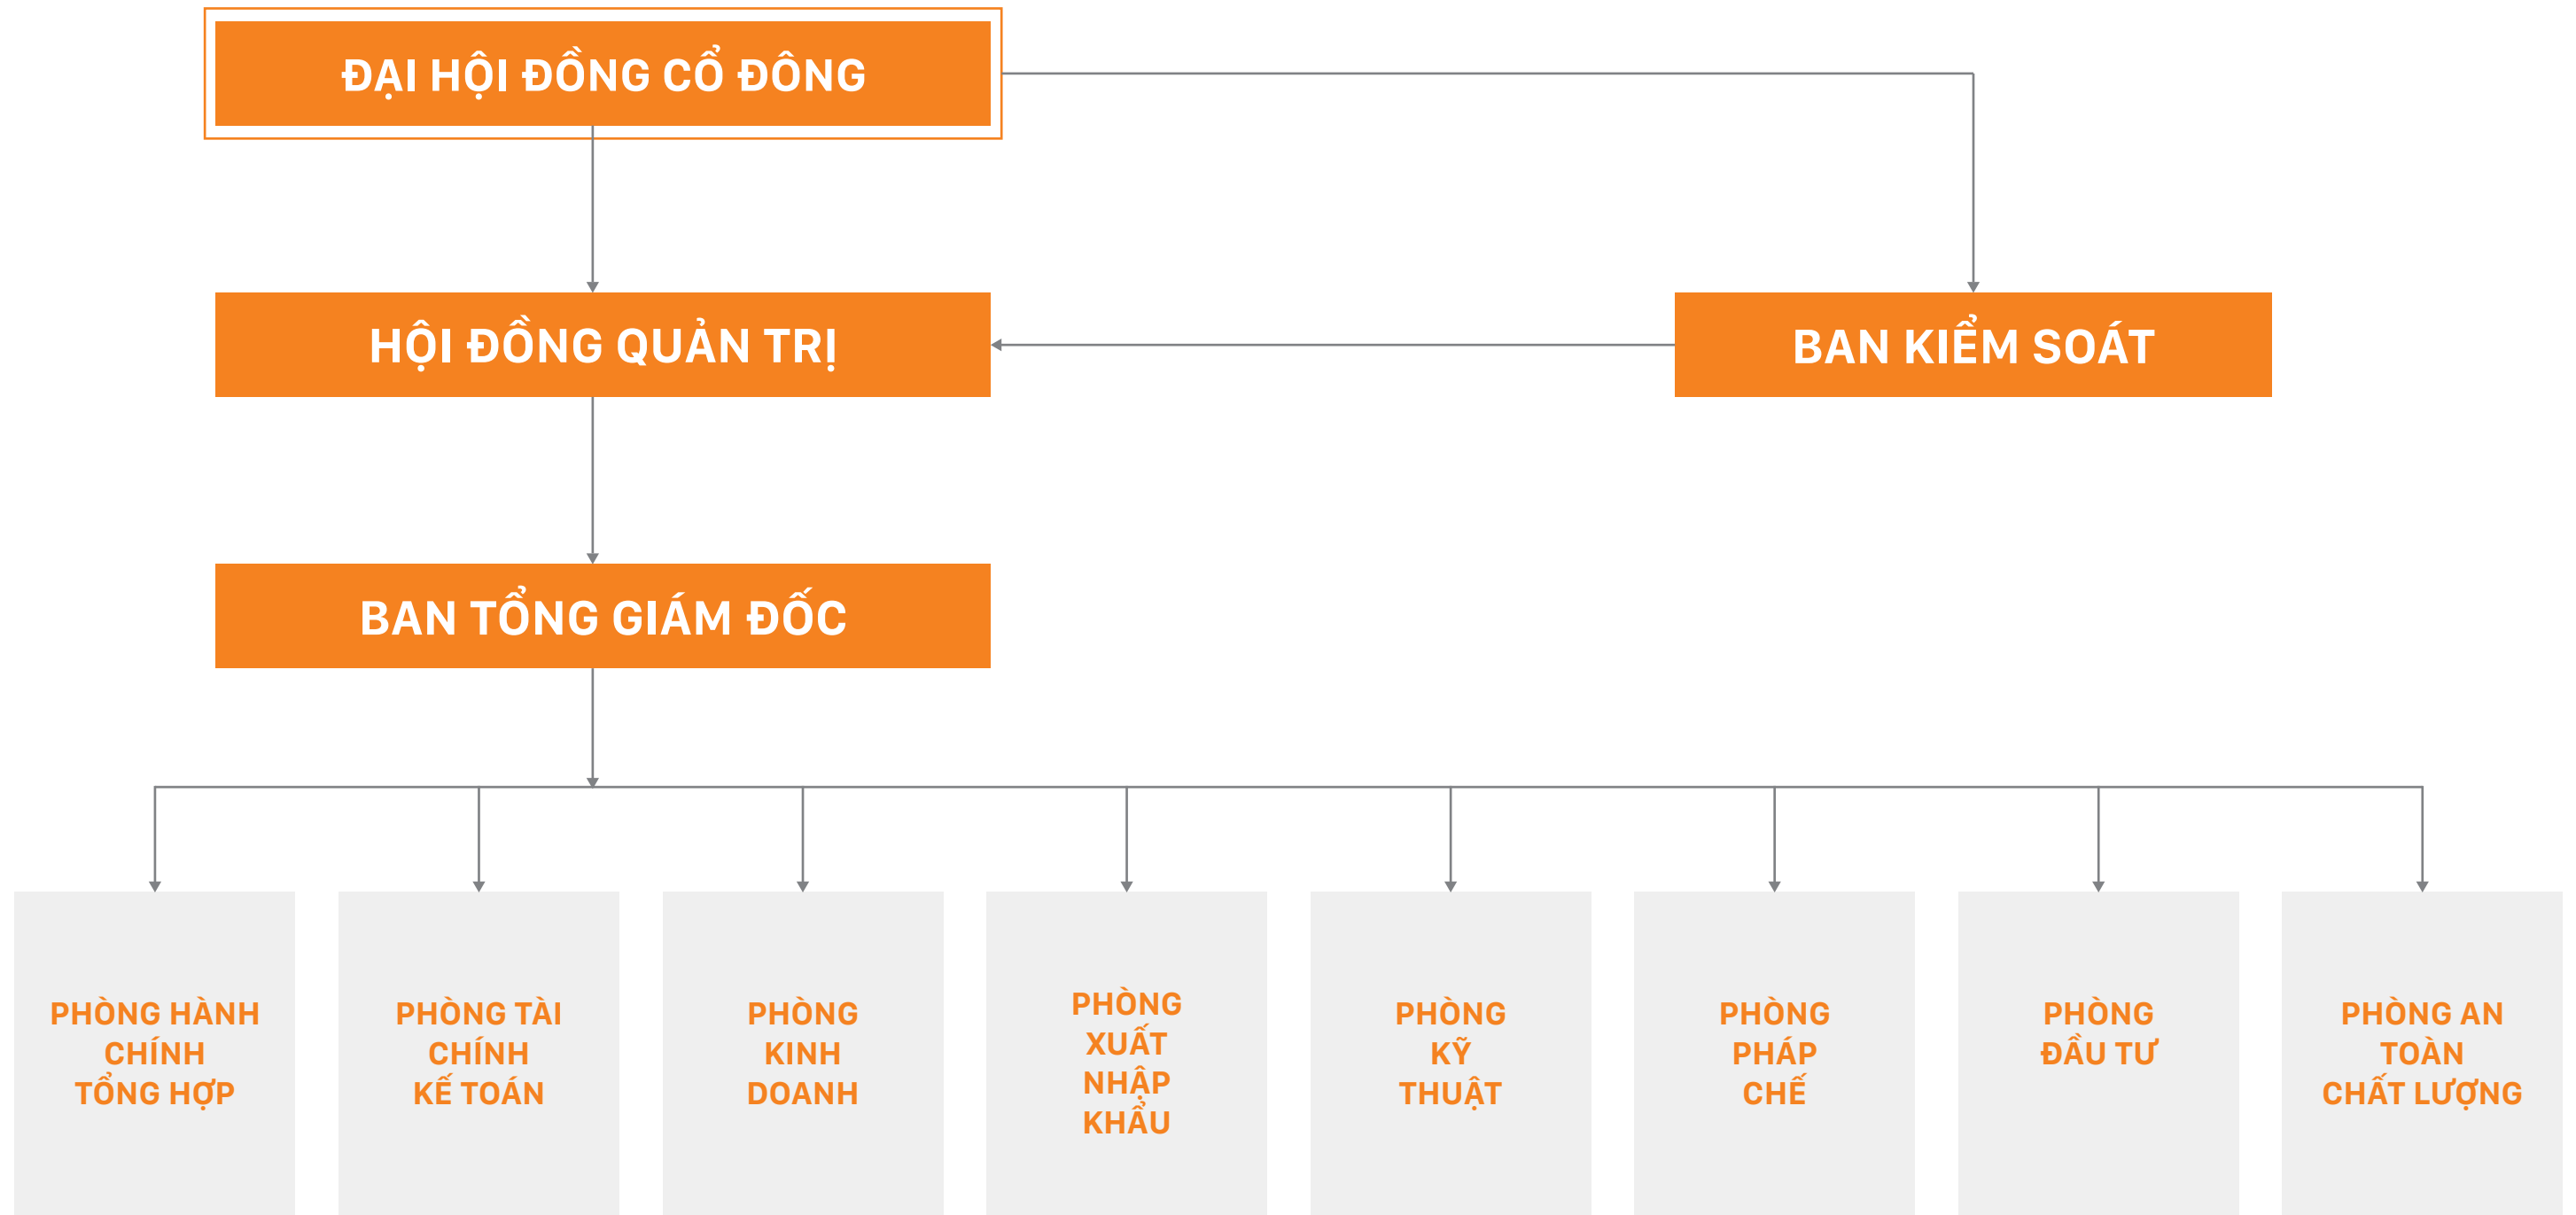 ĐẠI HỘI ĐỒNG CỔ ĐÔNG
HỘI ĐỒNG QUẢN TRỊ
BAN KIỂM SOÁT
BAN TỔNG GIÁM ĐỐC
PHÒNG HÀNH
CHÍNH
TỔNG HỢP
PHÒNG TÀI
CHÍNH
KẾ TOÁN
PHÒNG
KINH
DOANH
PHÒNG
XUẤT
NHẬP
KHẨU
PHÒNG
KỸ
THUẬT
PHÒNG
PHÁP
CHẾ
PHÒNG
ĐẦU TƯ
PHÒNG AN
TOÀN
CHẤT LƯỢNG